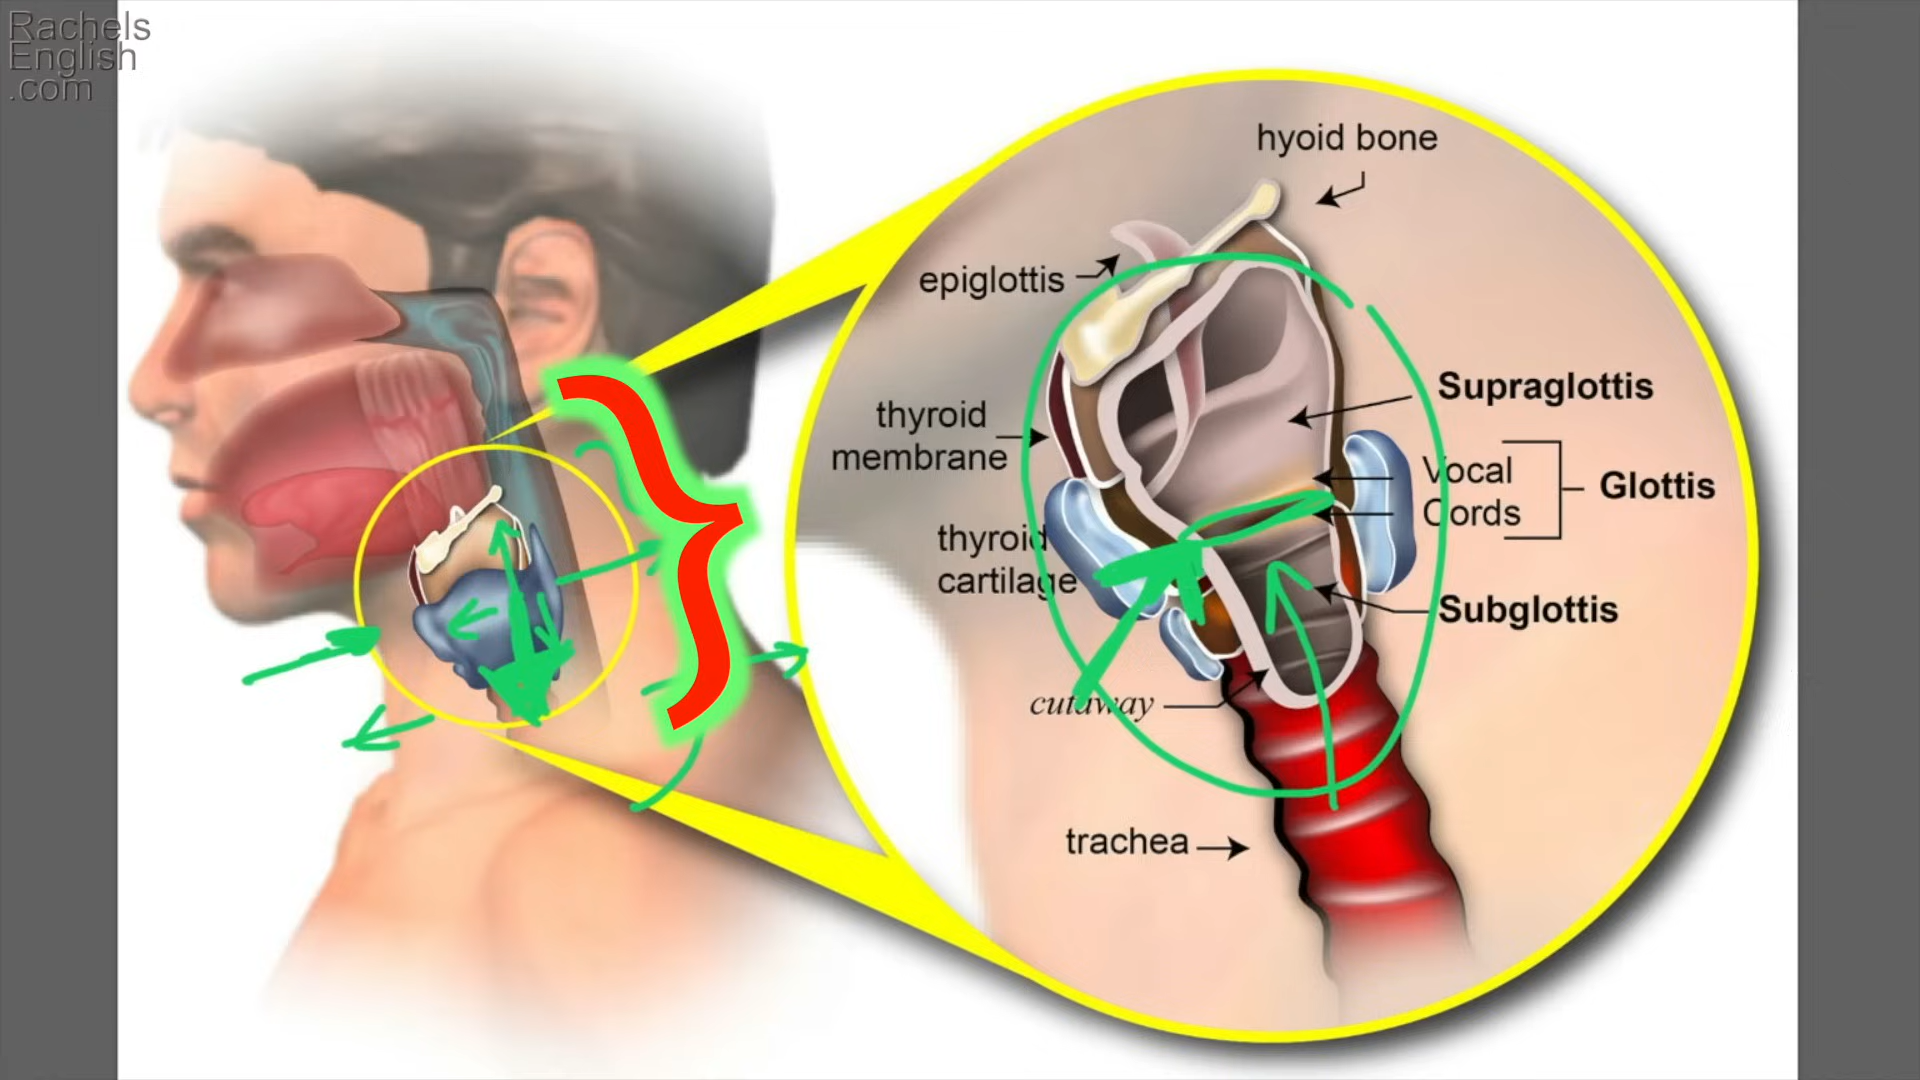 Rachels
English
.com
hyoid bone
epiglottis
thyroid
membrane
Supraglottis
Vocal
Cords
Glottis
thyroid
cartilage
Subglottis
cutaway
trachea